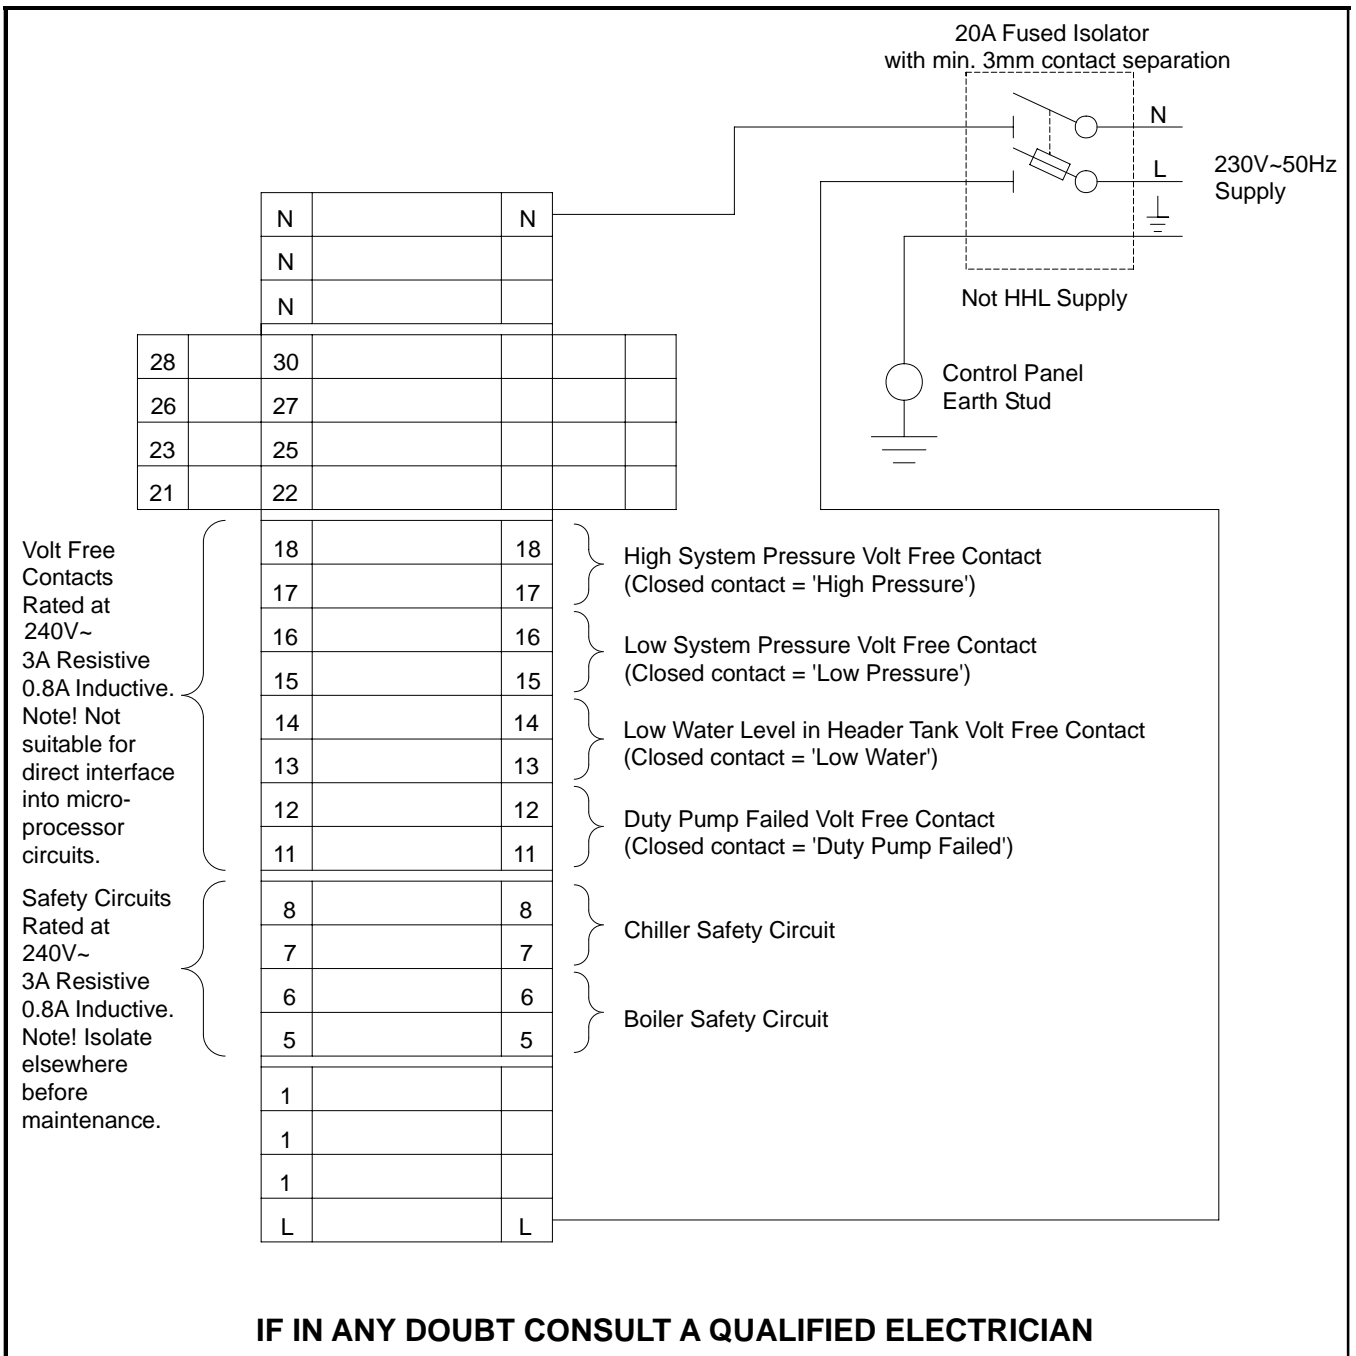 20A Fused Isolator
with min. 3mm contact separation
N
L
230V~50Hz
Supply
Not HHL Supply
Control Panel
Earth Stud
N N
N
N
28 30
26 27
23 25
21 22
Volt Free
Contacts
Rated at
240V~
3A Resistive
0.8A Inductive.
Note! Not
suitable for
direct interface
into micro-
processor
circuits.
18 18
17 17
High System Pressure Volt Free Contact
(Closed contact = 'High Pressure')
16 16
15 15
Low System Pressure Volt Free Contact
(Closed contact = 'Low Pressure')
14 14
13 13
Low Water Level in Header Tank Volt Free Contact
(Closed contact = 'Low Water')
12 12
11 11
Duty Pump Failed Volt Free Contact
(Closed contact = 'Duty Pump Failed')
Safety Circuits
Rated at
240V~
3A Resistive
0.8A Inductive.
Note! Isolate
elsewhere
before
maintenance.
8 8
7 7
Chiller Safety Circuit
6 6
5 5
Boiler Safety Circuit
1
1
1
L L
IF IN ANY DOUBT CONSULT A QUALIFIED ELECTRICIAN